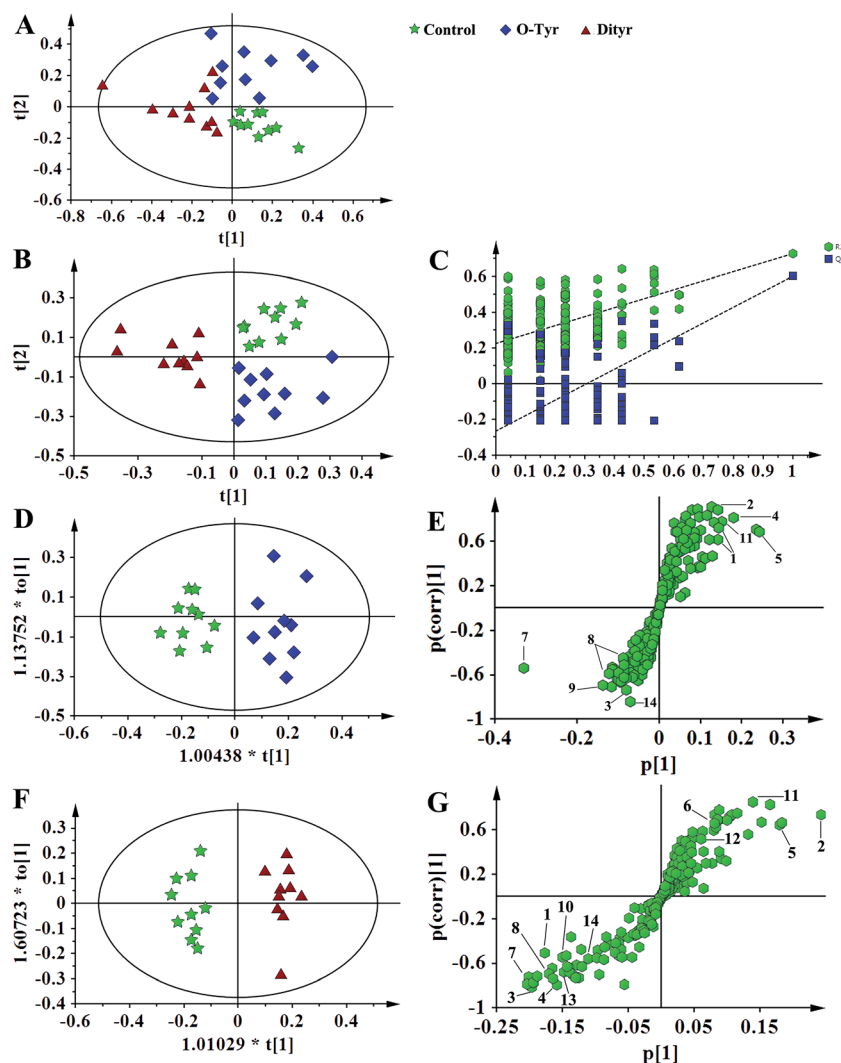 A
Control O-Tyr Dityr
0.4
0.2
0
-0.2
-0.4
-0.6
t[2]
-0.8 -0.6 -0.4 -0.2 0 0.2 0.4 0.6
t[1]
B
0.3
0.1
-0.1
-0.3
-0.5
t[2]
-0.5 -0.3 -0.1 0 0.1 0.3 0.5
t[1]
C
R
Q
0.6
0.4
0.2
0
-0.2
-0.4
0 0.1 0.2 0.3 0.4 0.5 0.6 0.7 0.8 0.9 1
D
0.3
0.1
-0.1
-0.3
-0.5
1.13752 * to[1]
-0.4 -0.2 0 0.2 0.4 0.6
1.00438 * t[1]
E
0.6
0.2
-0.2
-0.6
-1
p(corr)[1]
2
4
11
1
5
7
8
9
3
14
-0.4 -0.2 0 0.1 0.3
p[1]
F
0.3
0.2
0.1
0
-0.1
-0.2
-0.3
-0.4
1.60723 * to[1]
-0.6 -0.4 -0.2 0 0.2 0.4 0.6
1.01029 * t[1]
G
0.6
0.2
-0.2
-0.6
-1
p(corr)[1]
11
6
12
5
2
1 10
14
8
7
3
4 13
-0.25 -0.15 -0.05 0.05 0.15 0.25
p[1]